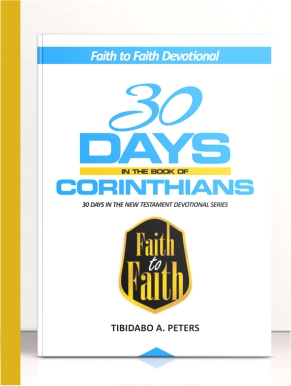 Faith to Faith Devotional
30
DAYS
IN THE BOOK OF
CORINTHIANS
30 DAYS IN THE NEW TESTAMENT DEVOTIONAL SERIES
Faith
to
Faith
TIBIDABO A. PETERS